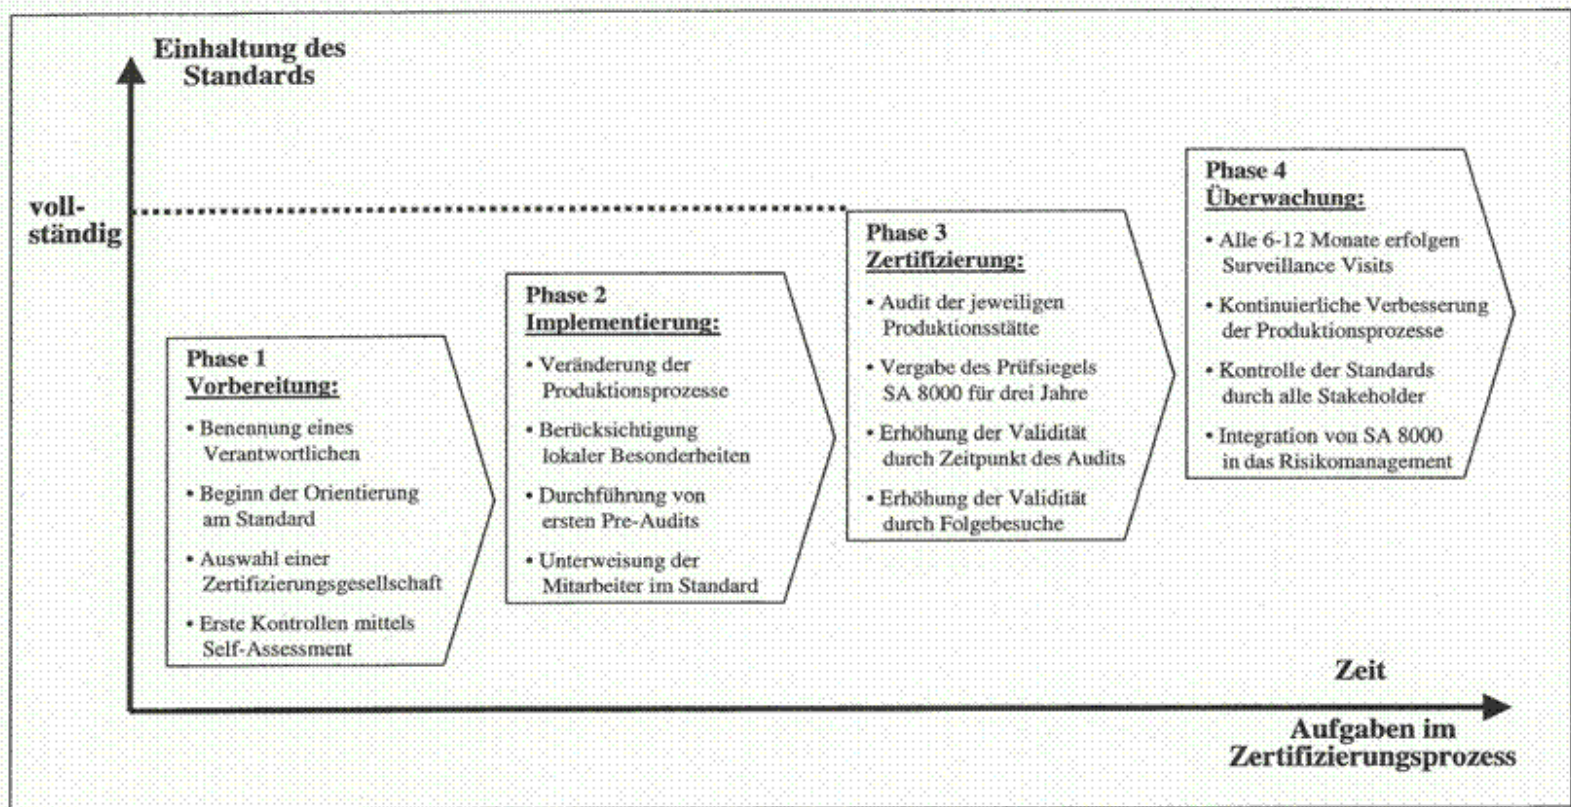 Einhaltung des
Standards
voll-
ständig
Phase 1
Vorbereitung:
• Benennung eines
Verantwortlichen
• Beginn der Orientierung
am Standard
• Auswahl einer
Zertifizierungsgesellschaft
• Erste Kontrollen mittels
Self-Assessment
Phase 2
Implementierung:
• Veränderung der
Produktionsprozesse
• Berücksichtigung
lokaler Besonderheiten
• Durchführung von
ersten Pre-Audits
• Unterweisung der
Mitarbeiter im Standard
Phase 3
Zertifizierung:
• Audit der jeweiligen
Produktionsstätte
• Vergabe des Prüfsiegels
SA 8000 für drei Jahre
• Erhöhung der Validität
durch Zeitpunkt des Audits
• Erhöhung der Validität
durch Folgebesuche
Phase 4
Überwachung:
• Alle 6-12 Monate erfolgen
Surveillance Visits
• Kontinuierliche Verbesserung
der Produktionsprozesse
• Kontrolle der Standards
durch alle Stakeholder
• Integration von SA 8000
in das Risikomanagement
Zeit
Aufgaben im
Zertifizierungsprozess